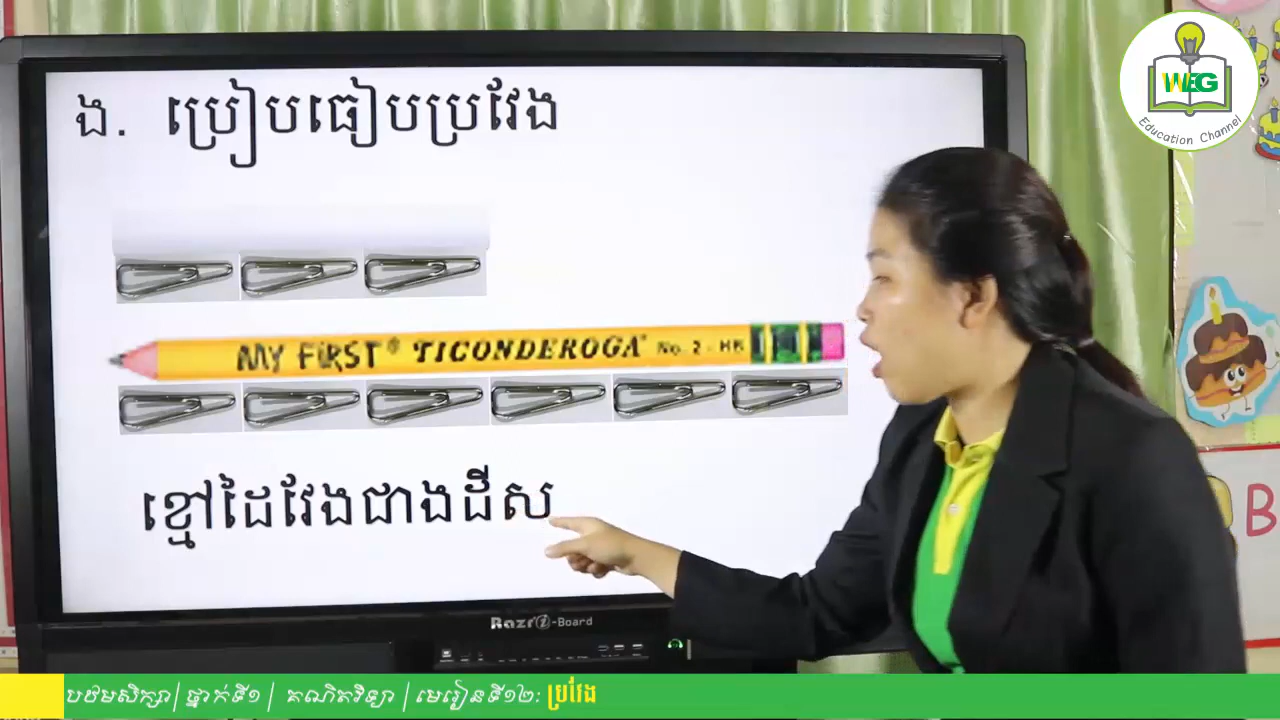 WEG
Education Channel
ង. ប្រៀបធៀបប្រវែង
MY FIRST® TICONDEROGA® No. 2 - HB
ខ្មៅដៃវែងជាងដីស
Razri-Board
B
បឋមសិក្សា| ថ្នាក់ទី១ | គណិតវិទ្យា | មេរៀនទី១២: ប្រវែង